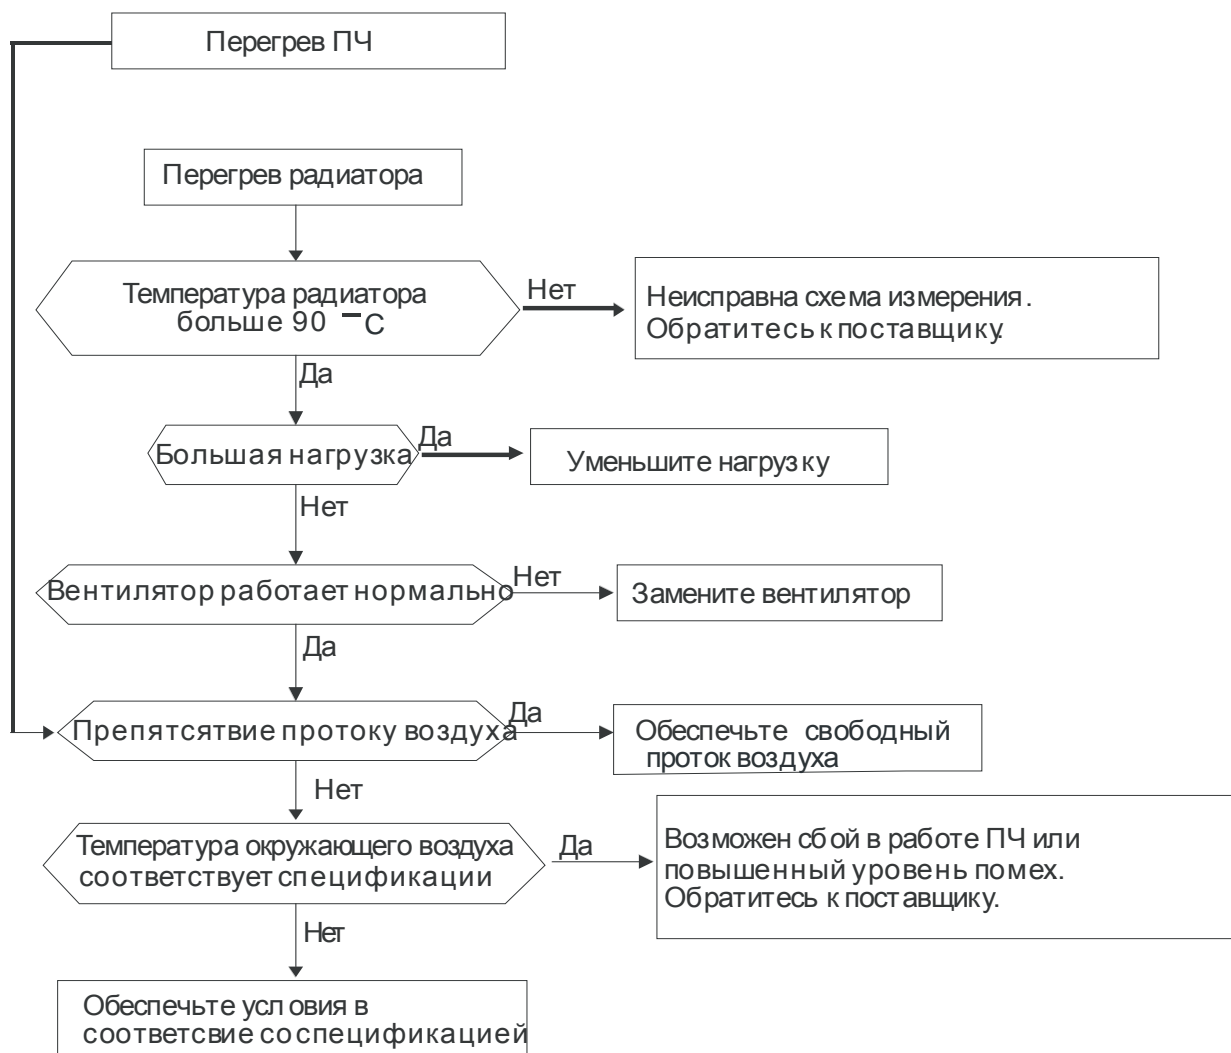 Перегрев ПЧ
Перегрев радиатора
Температура радиатора
больше 90 ¯C
Нет
Неисправна схема измерения.
Обратитесь к поставщику.
Да
Большая нагрузка
Да
Уменьшите нагрузку
Нет
Вентилятор работает нормально
Нет
Замените вентилятор
Да
Препятсятвие протоку воздуха
Да
Обеспечьте свободный
проток воздуха
Нет
Температура окружающего воздуха
соответствует спецификации
Да
Возможен сбой в работе ПЧ или
повышенный уровень помех.
Обратитесь к поставщику.
Нет
Обеспечьте условия в
соответсвие со спецификацией